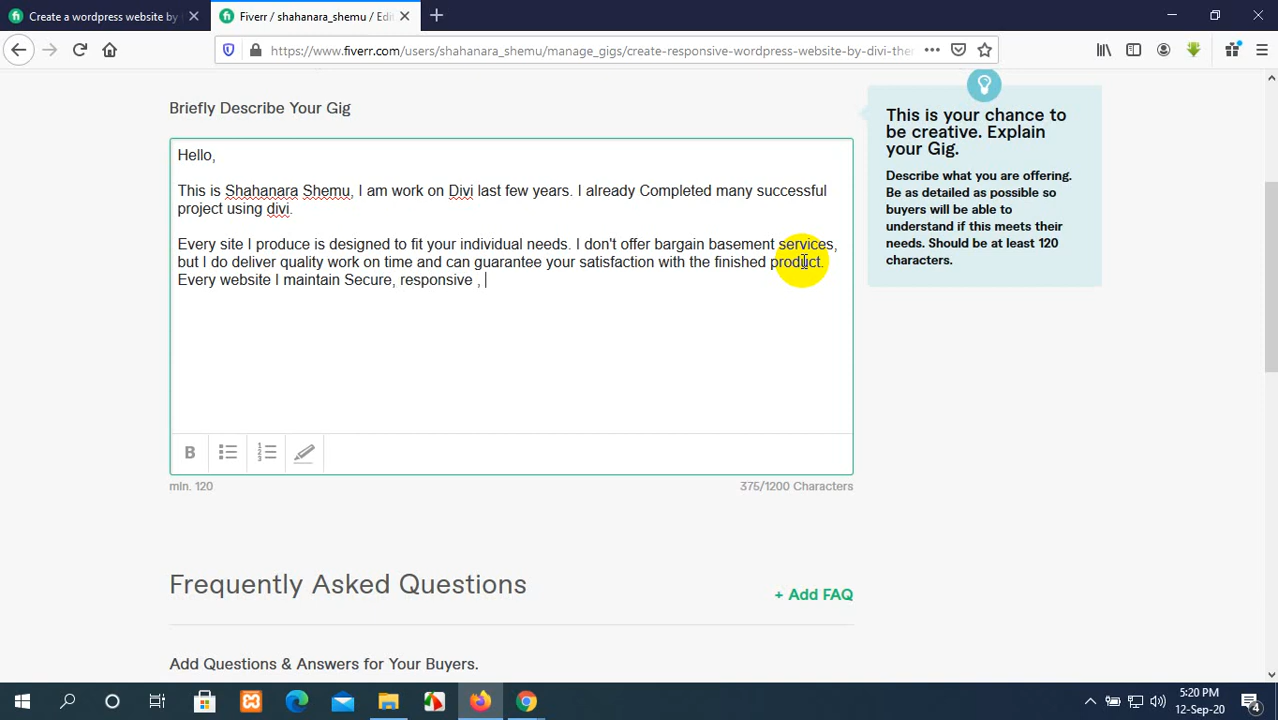 Create a wordpress website by
Fiverr / shahanara_shemu / Edi
https://www.fiverr.com/users/shahanara_shemu/manage_gigs/create-responsive-wordpress-website-by-divi-the
Briefly Describe Your Gig
Hello,
This is Shahanara Shemu, I am work on Divi last few years. I already Completed many successful
project using divi.
Every site I produce is designed to fit your individual needs. I don't offer bargain basement services,
but I do deliver quality work on time and can guarantee your satisfaction with the finished product.
Every website I maintain Secure, responsive ,
B
min. 120
375/1200 Characters
This is your chance to
be creative. Explain
your Gig.
Describe what you are offering.
Be as detailed as possible so
buyers will be able to
understand if this meets their
needs. Should be at least 120
characters.
Frequently Asked Questions
+ Add FAQ
Add Questions & Answers for Your Buyers.
5:20 PM
12-Sep-20
4